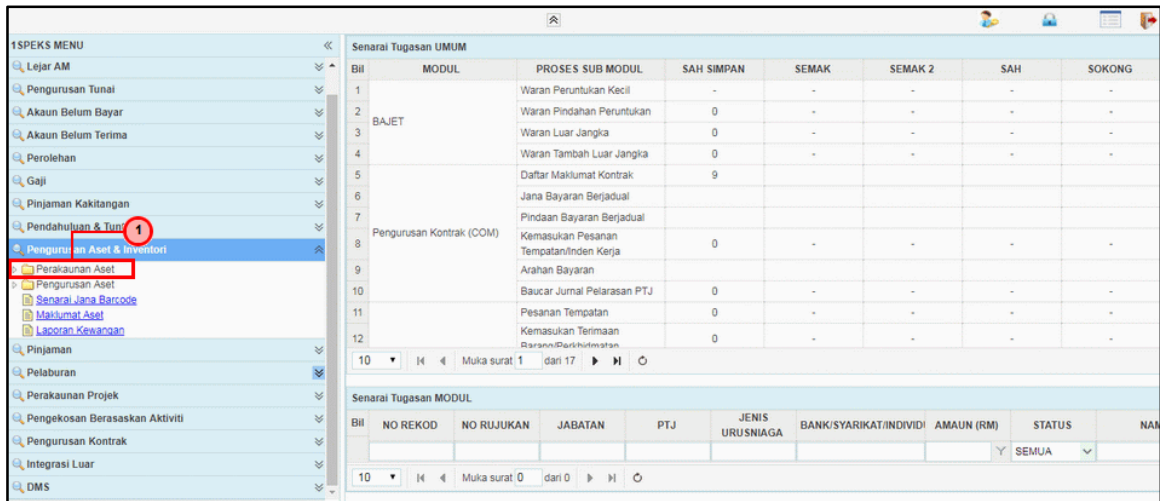 1SPEKS MENU
Lejar AM
Pengurusan Tunai
Akaun Belum Bayar
Akaun Belum Terima
Perolehan
Gaji
Pinjaman Kakitangan
Pendahuluan &
1
Pengurusan Aset & Inventori
Perakaunan Aset
Pengurusan Aset
Senarai Jana Barcode
Maklumat Aset
Laporan Kewangan
Pinjaman
Pelaburan
Perakaunan Projek
Pengekosan Berasaskan Aktiviti
Pengurusan Kontrak
Integrasi Luar
DMS
Senarai Tugasan UMUM
Bil MODUL PROSES SUB MODUL SAH SIMPAN SEMAK SEMAK 2 SAH SOKONG
1 Waran Peruntukan Kecil - - - - -
2 BAJET Waran Pindahan Peruntukan 0 - - - -
3 Waran Luar Jangka 0 - - - -
4 Waran Tambah Luar Jangka 0 - - - -
5 Daftar Maklumat Kontrak 9
6 Jana Bayaran Berjadual
7 Pindaan Bayaran Berjadual
8 Pengurusan Kontrak (COM) Kemasukan Pesanan 0 - - - -
Tempatan/Inden Kerja
9 Arahan Bayaran
10 Baucar Jurnal Pelarasan PTJ 0 - - - -
11 Pesanan Tempatan 0 - - - -
12 Kemasukan Terimaan 0 - - - -
Barang/Perkhidmatan
10 Muka surat 1 dari 17
Senarai Tugasan MODUL
Bil NO REKOD NO RUJUKAN JABATAN PTJ JENIS URUSNIAGA BANK/SYARIKAT/INDIVIDU AMAUN (RM) STATUS
SEMUA
10 Muka surat 0 dari 0